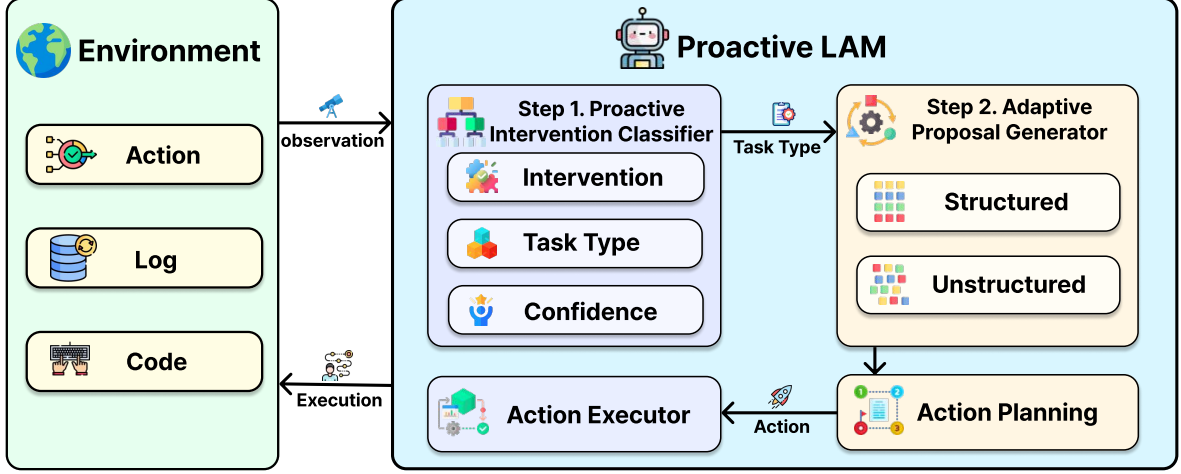 Environment
Action
Log
Code
observation
Execution
Proactive LAM
Step 1. Proactive
Intervention Classifier
Intervention
Task Type
Confidence
Task Type
Step 2. Adaptive
Proposal Generator
Structured
Unstructured
Action Planning
Action
Action Executor